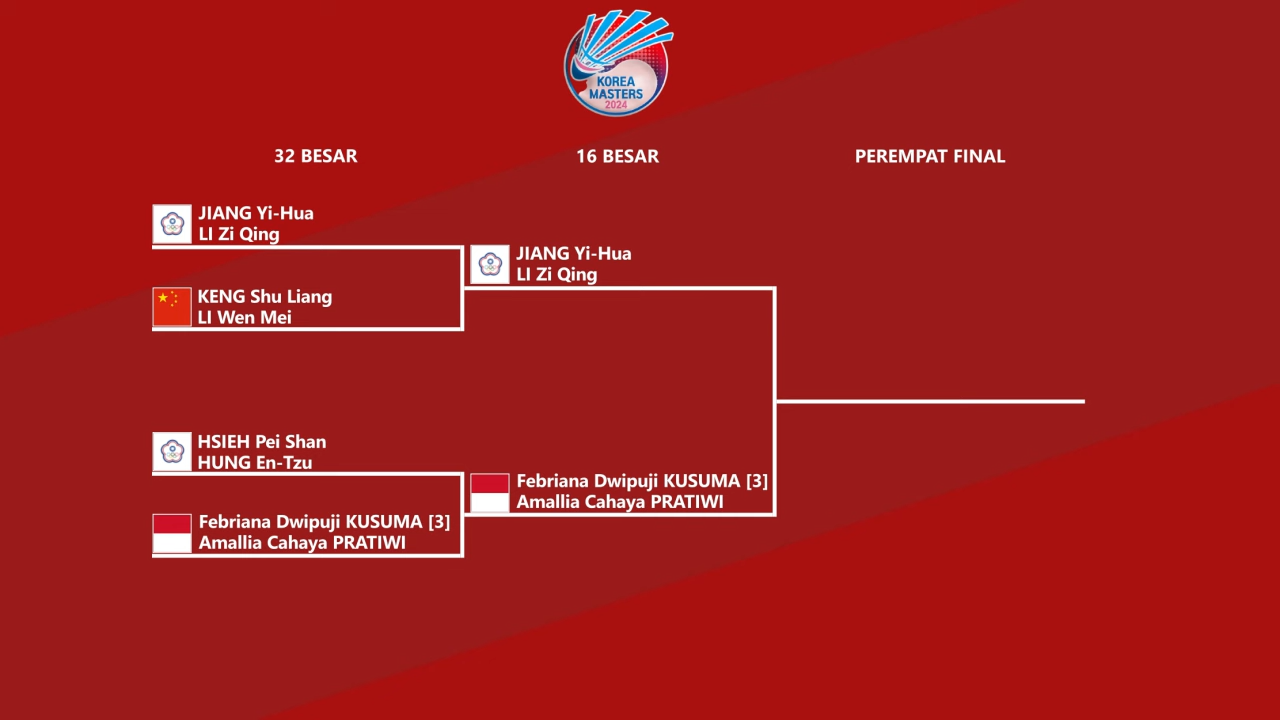 KOREA
MASTERS
2024
32 BESAR
16 BESAR
PEREMPAT FINAL
JIANG Yi-Hua
LI Zi Qing
KENG Shu Liang
LI Wen Mei
JIANG Yi-Hua
LI Zi Qing
HSIEH Pei Shan
HUNG En-Tzu
Febriana Dwipuji KUSUMA [3]
Amallia Cahaya PRATIWI
Febriana Dwipuji KUSUMA [3]
Amallia Cahaya PRATIWI